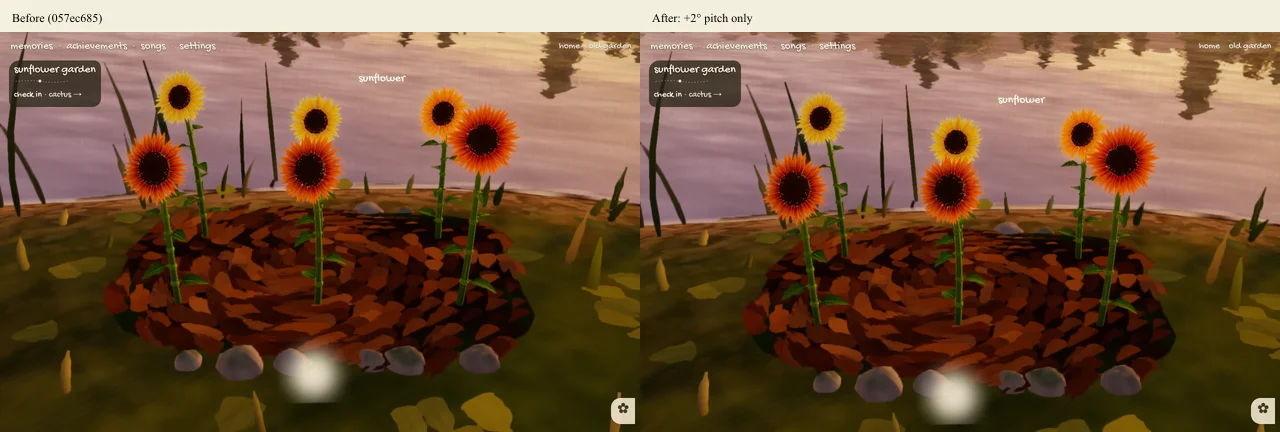 Before (057ec685)
memories achievements songs settings
home old garden
sunflower garden
check in · cactus →
sunflower
After: +2° pitch only
memories achievements songs settings
home old garden
sunflower garden
check in · cactus →
sunflower